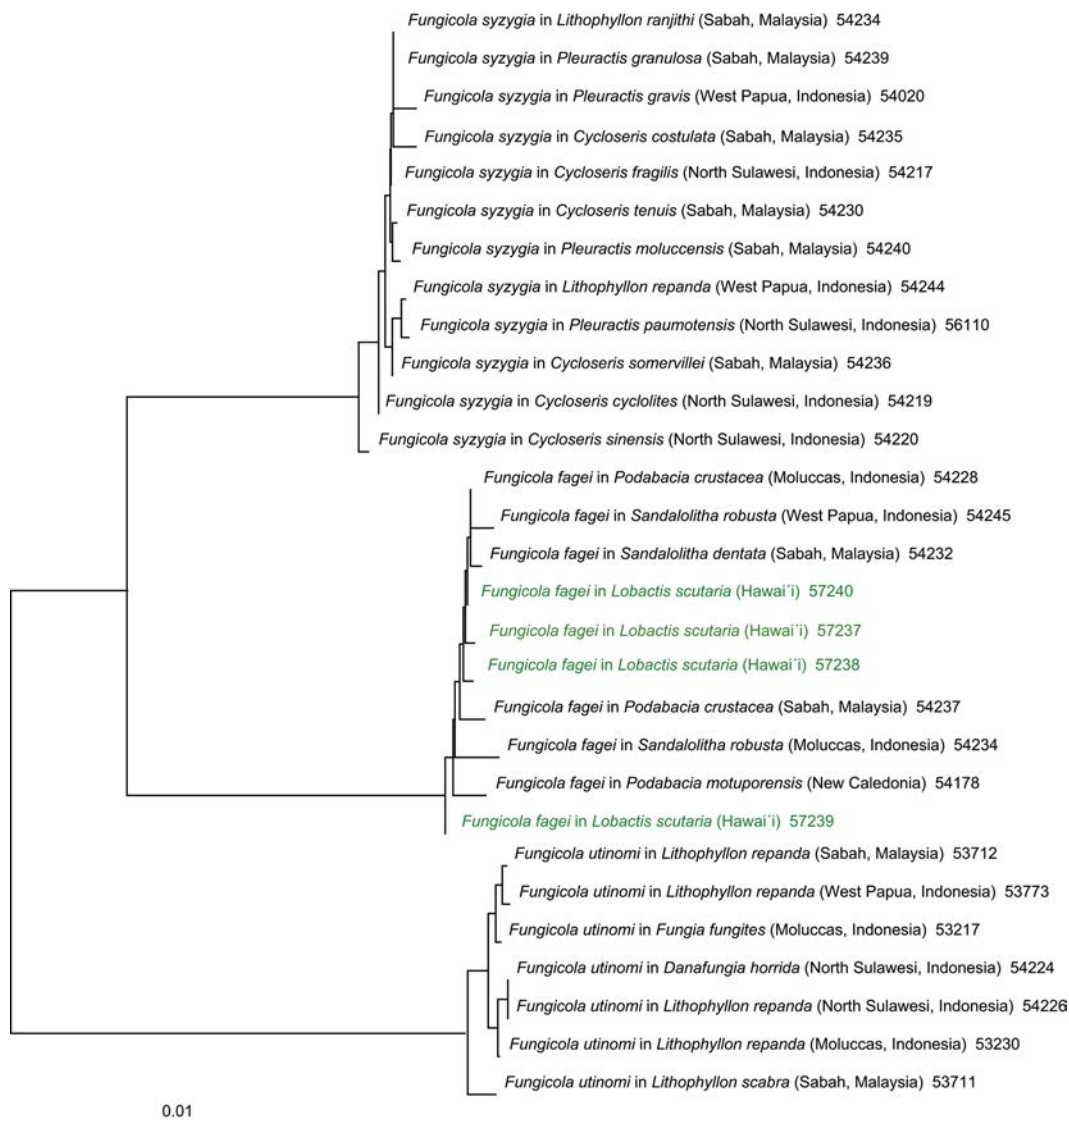 Fungicola syzygia in Lithophyllon ranjithi (Sabah, Malaysia) 54234
Fungicola syzygia in Pleuractis granulosa (Sabah, Malaysia) 54239
Fungicola syzygia in Pleuractis gravis (West Papua, Indonesia) 54020
Fungicola syzygia in Cycloseris costulata (Sabah, Malaysia) 54235
Fungicola syzygia in Cycloseris fragilis (North Sulawesi, Indonesia) 54217
Fungicola syzygia in Cycloseris tenuis (Sabah, Malaysia) 54230
Fungicola syzygia in Pleuractis moluccensis (Sabah, Malaysia) 54240
Fungicola syzygia in Lithophyllon repanda (West Papua, Indonesia) 54244
Fungicola syzygia in Pleuractis paumotensis (North Sulawesi, Indonesia) 56110
Fungicola syzygia in Cycloseris somervillei (Sabah, Malaysia) 54236
Fungicola syzygia in Cycloseris cyclolites (North Sulawesi, Indonesia) 54219
Fungicola syzygia in Cycloseris sinensis (North Sulawesi, Indonesia) 54220
Fungicola fagei in Podabacia crustacea (Moluccas, Indonesia) 54228
Fungicola fagei in Sandalolitha robusta (West Papua, Indonesia) 54245
Fungicola fagei in Sandalolitha dentata (Sabah, Malaysia) 54232
Fungicola fagei in Lobactis scutaria (Hawai´i) 57240
Fungicola fagei in Lobactis scutaria (Hawai´i) 57237
Fungicola fagei in Lobactis scutaria (Hawai´i) 57238
Fungicola fagei in Podabacia crustacea (Sabah, Malaysia) 54237
Fungicola fagei in Sandalolitha robusta (Moluccas, Indonesia) 54234
Fungicola fagei in Podabacia motuporensis (New Caledonia) 54178
Fungicola fagei in Lobactis scutaria (Hawai´i) 57239
Fungicola utinomi in Lithophyllon repanda (Sabah, Malaysia) 53712
Fungicola utinomi in Lithophyllon repanda (West Papua, Indonesia) 53773
Fungicola utinomi in Fungia fungites (Moluccas, Indonesia) 53217
Fungicola utinomi in Danafungia horrida (North Sulawesi, Indonesia) 54224
Fungicola utinomi in Lithophyllon repanda (North Sulawesi, Indonesia) 54226
Fungicola utinomi in Lithophyllon repanda (Moluccas, Indonesia) 53230
Fungicola utinomi in Lithophyllon scabra (Sabah, Malaysia) 53711
0.01